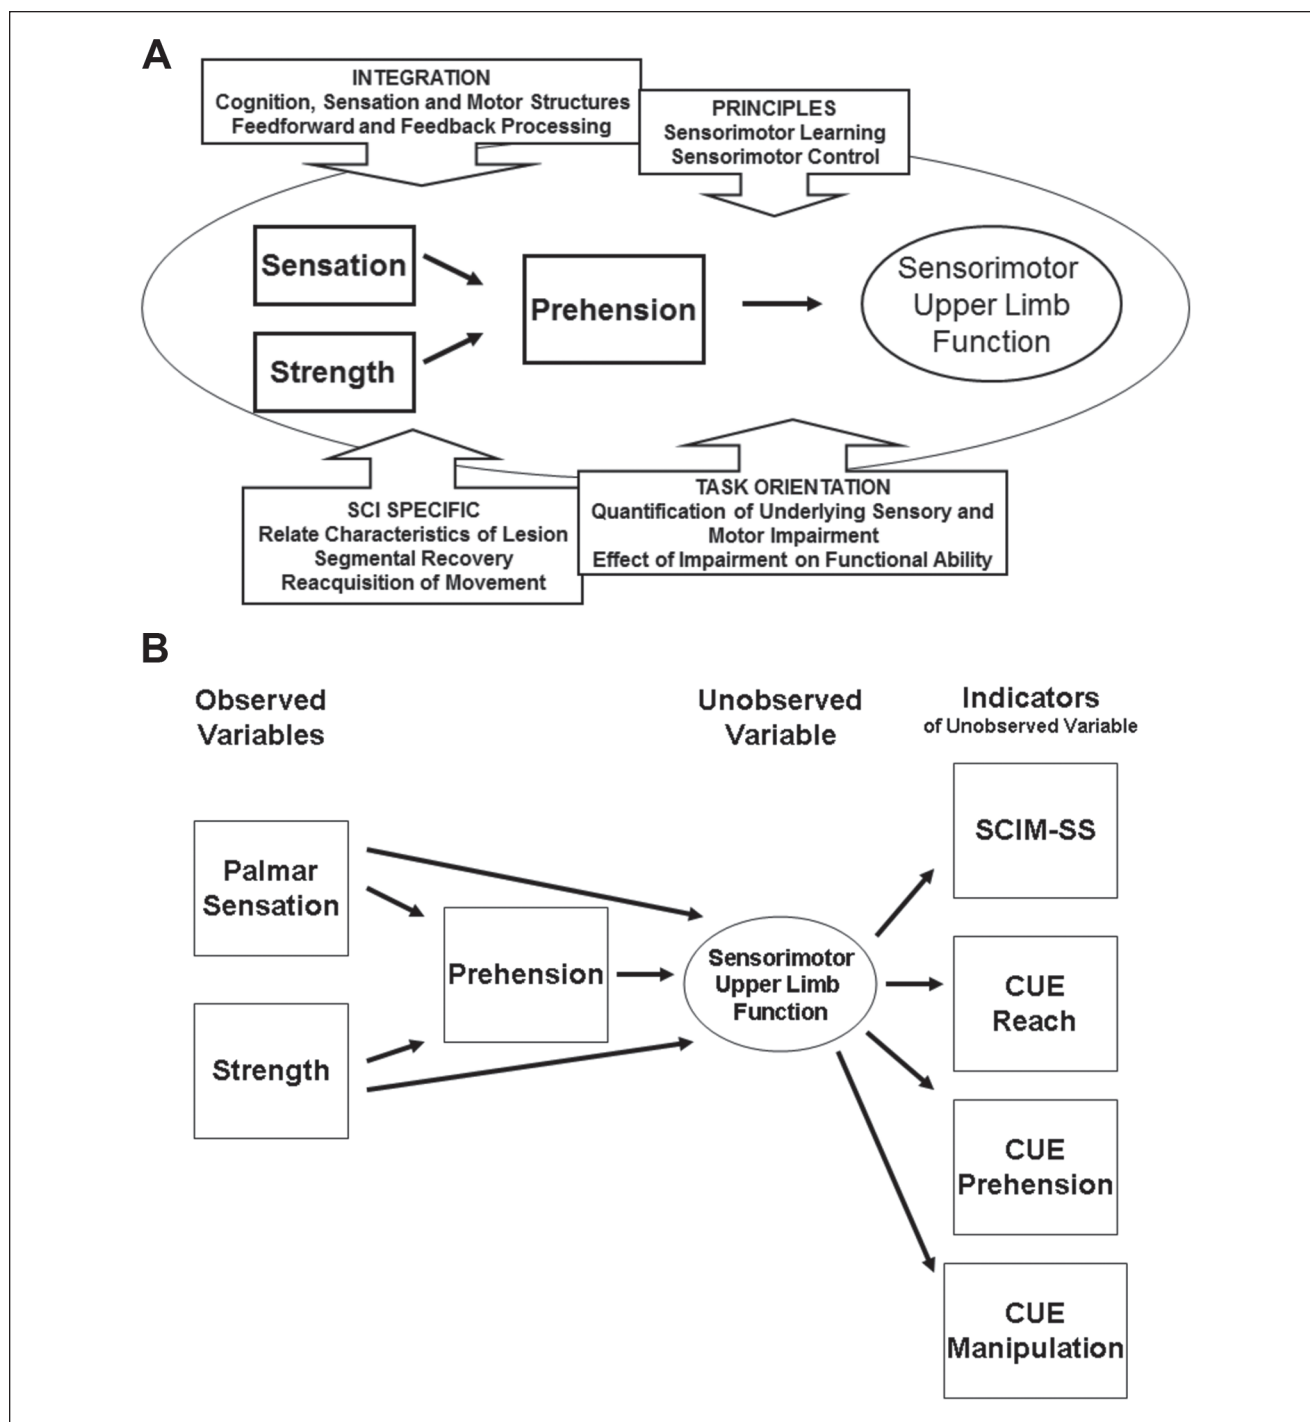 A
INTEGRATION
Cognition, Sensation and Motor Structures
Feedforward and Feedback Processing
PRINCIPLES
Sensorimotor Learning
Sensorimotor Control
Sensation
Strength
Prehension
Sensorimotor
Upper Limb
Function
SCI SPECIFIC
Relate Characteristics of Lesion
Segmental Recovery
Reacquisition of Movement
TASK ORIENTATION
Quantification of Underlying Sensory and
Motor Impairment
Effect of Impairment on Functional Ability
B
Observed
Variables
Unobserved
Variable
Indicators
of Unobserved Variable
Palmar
Sensation
Strength
Prehension
Sensorimotor
Upper Limb
Function
SCIM-SS
CUE
Reach
CUE
Prehension
CUE
Manipulation